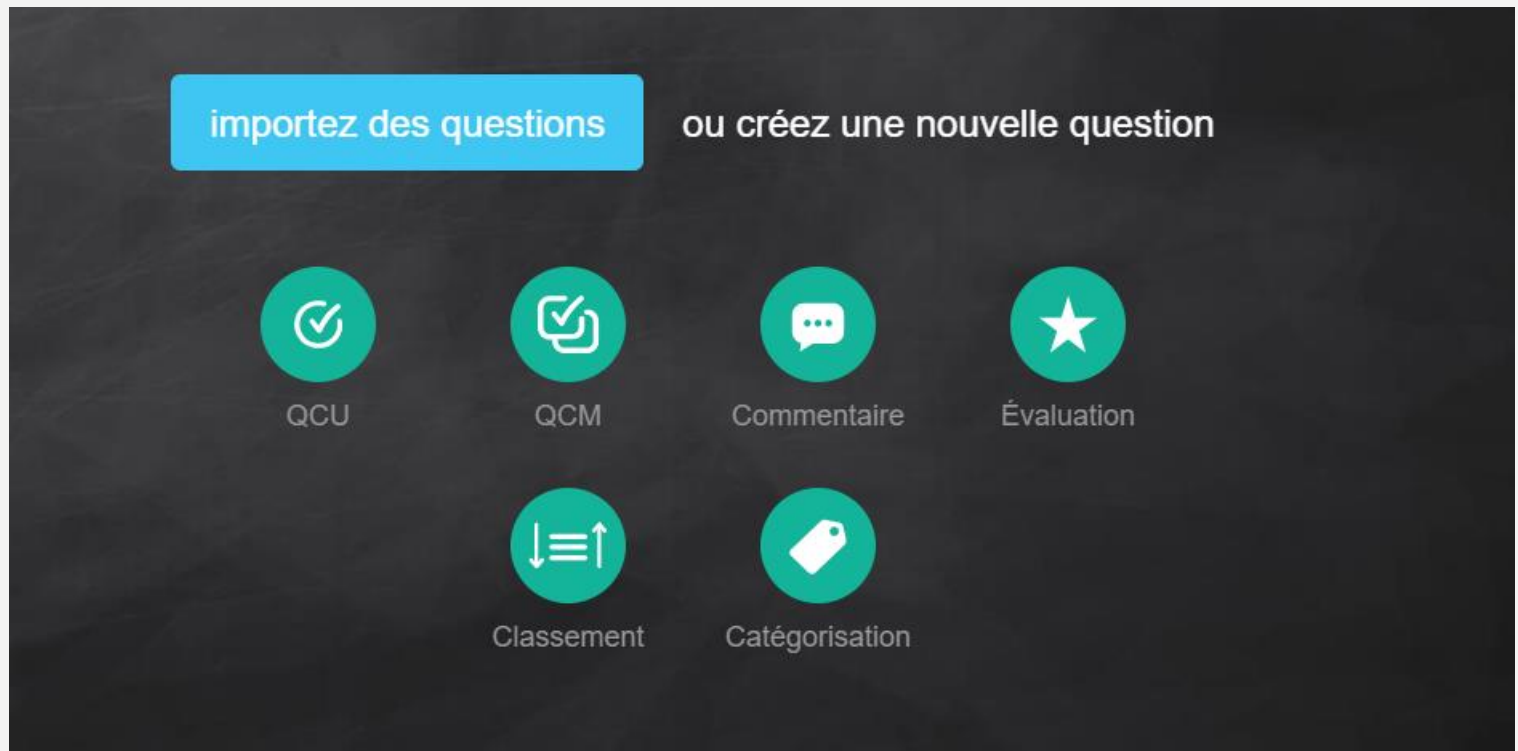 importez des questions ou créez une nouvelle question
QCU QCM Commentaire Évaluation
Classement Catégorisation